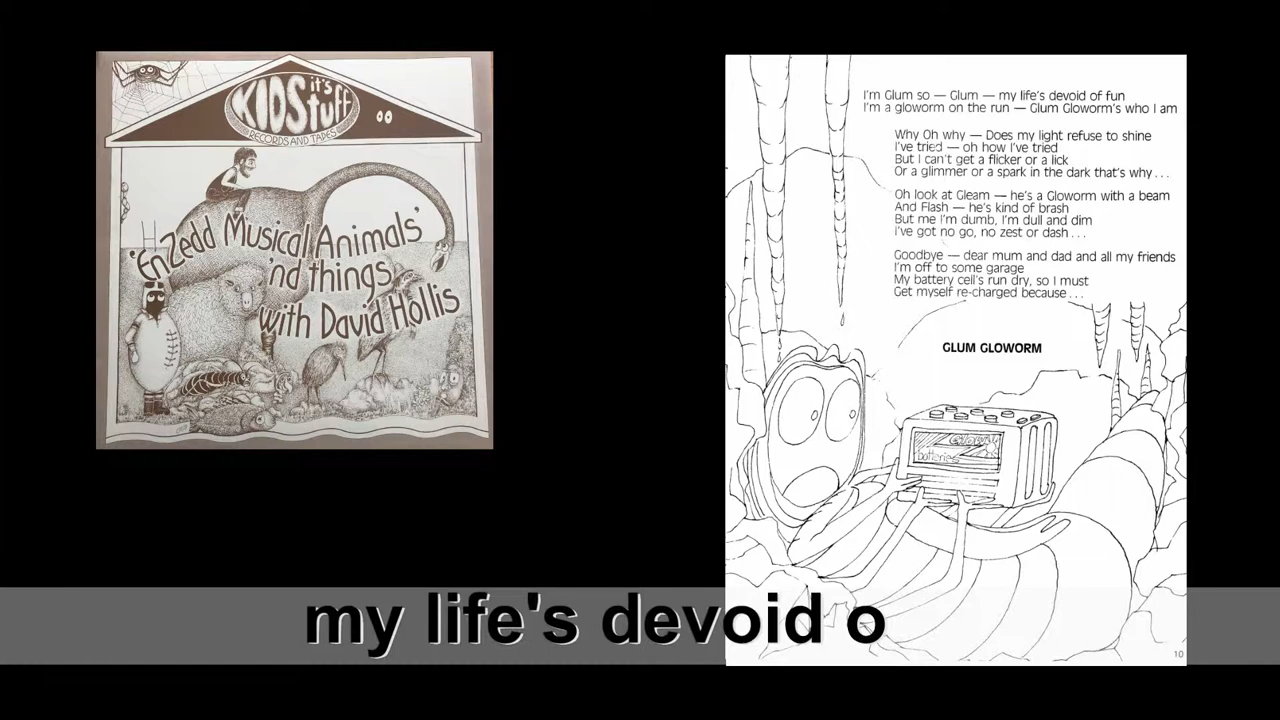 KIDS it's Stuff
RECORDS AND TAPES
'EnZedd Musical Animals'
'nd things
with David Hollis
I'm Glum so — Glum — my life's devoid of fun
I'm a gloworm on the run — Glum Gloworm's who I am
Why Oh why — Does my light refuse to shine
I've tried — oh how I've tried
But I can't get a flicker or a lick
Or a glimmer or a spark in the dark that's why . . .
Oh look at Gleam — he's a Gloworm with a beam
And Flash — he's kind of brash
But me I'm dumb, I'm dull and dim
I've got no go, no zest or dash . . .
Goodbye — dear mum and dad and all my friends
I'm off to some garage
My battery cell's run dry, so I must
Get myself re-charged because . . .
GLUM GLOWORM
batteries
10
my life's devoid o